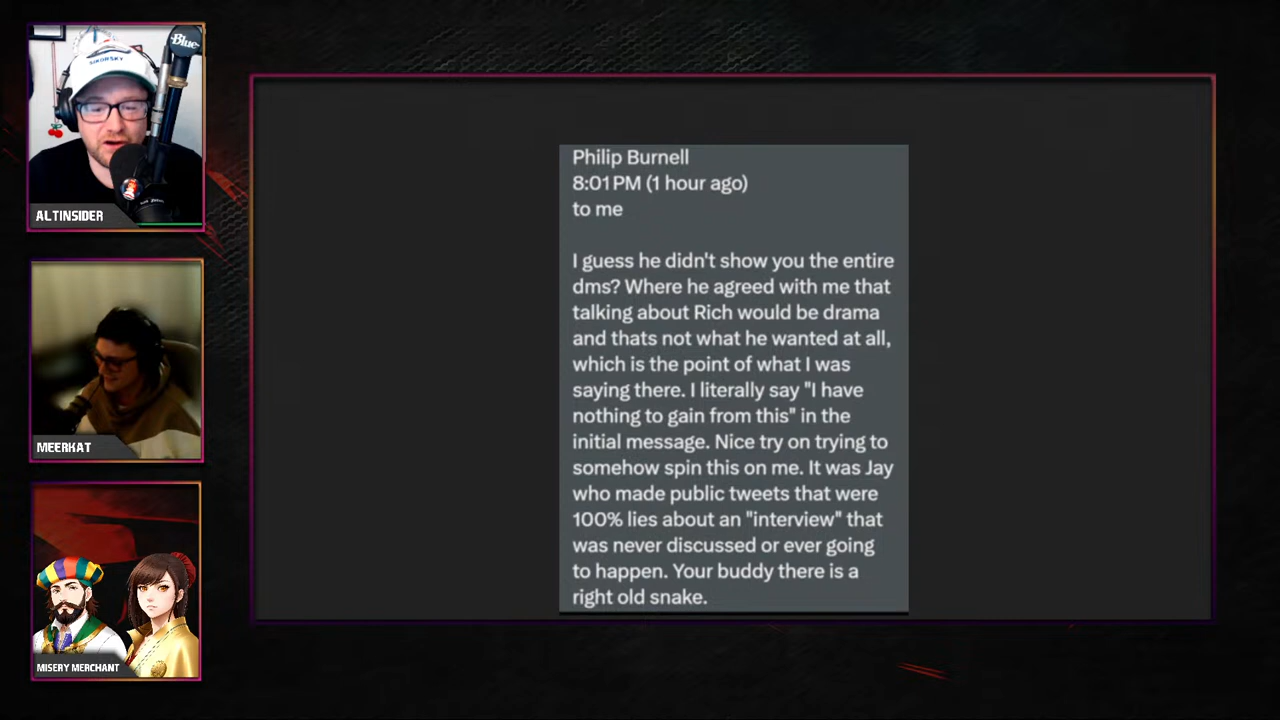 Blue
SIKORSKY
ALTINSIDER
MEERKAT
MISERY MERCHANT
Philip Burnell
8:01 PM (1 hour ago)
to me
I guess he didn't show you the entire
dms? Where he agreed with me that
talking about Rich would be drama
and thats not what he wanted at all,
which is the point of what I was
saying there. I literally say "I have
nothing to gain from this" in the
initial message. Nice try on trying to
somehow spin this on me. It was Jay
who made public tweets that were
100% lies about an "interview" that
was never discussed or ever going
to happen. Your buddy there is a
right old snake.